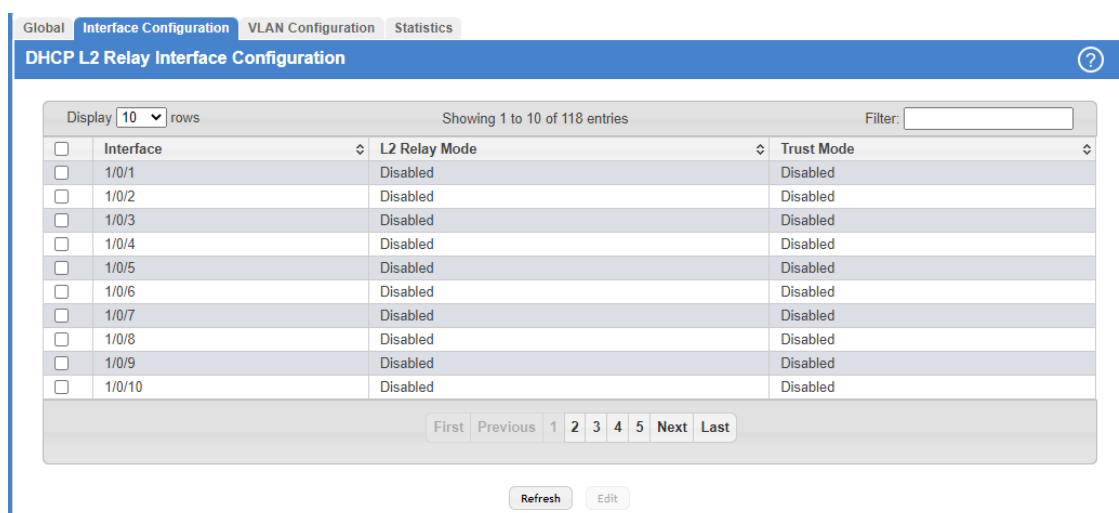 Global Interface Configuration VLAN Configuration Statistics
DHCP L2 Relay Interface Configuration ?
Display 10 rows Showing 1 to 10 of 118 entries Filter:
Interface L2 Relay Mode Trust Mode
1/0/1 Disabled Disabled
1/0/2 Disabled Disabled
1/0/3 Disabled Disabled
1/0/4 Disabled Disabled
1/0/5 Disabled Disabled
1/0/6 Disabled Disabled
1/0/7 Disabled Disabled
1/0/8 Disabled Disabled
1/0/9 Disabled Disabled
1/0/10 Disabled Disabled
First Previous 1 2 3 4 5 Next Last
Refresh Edit